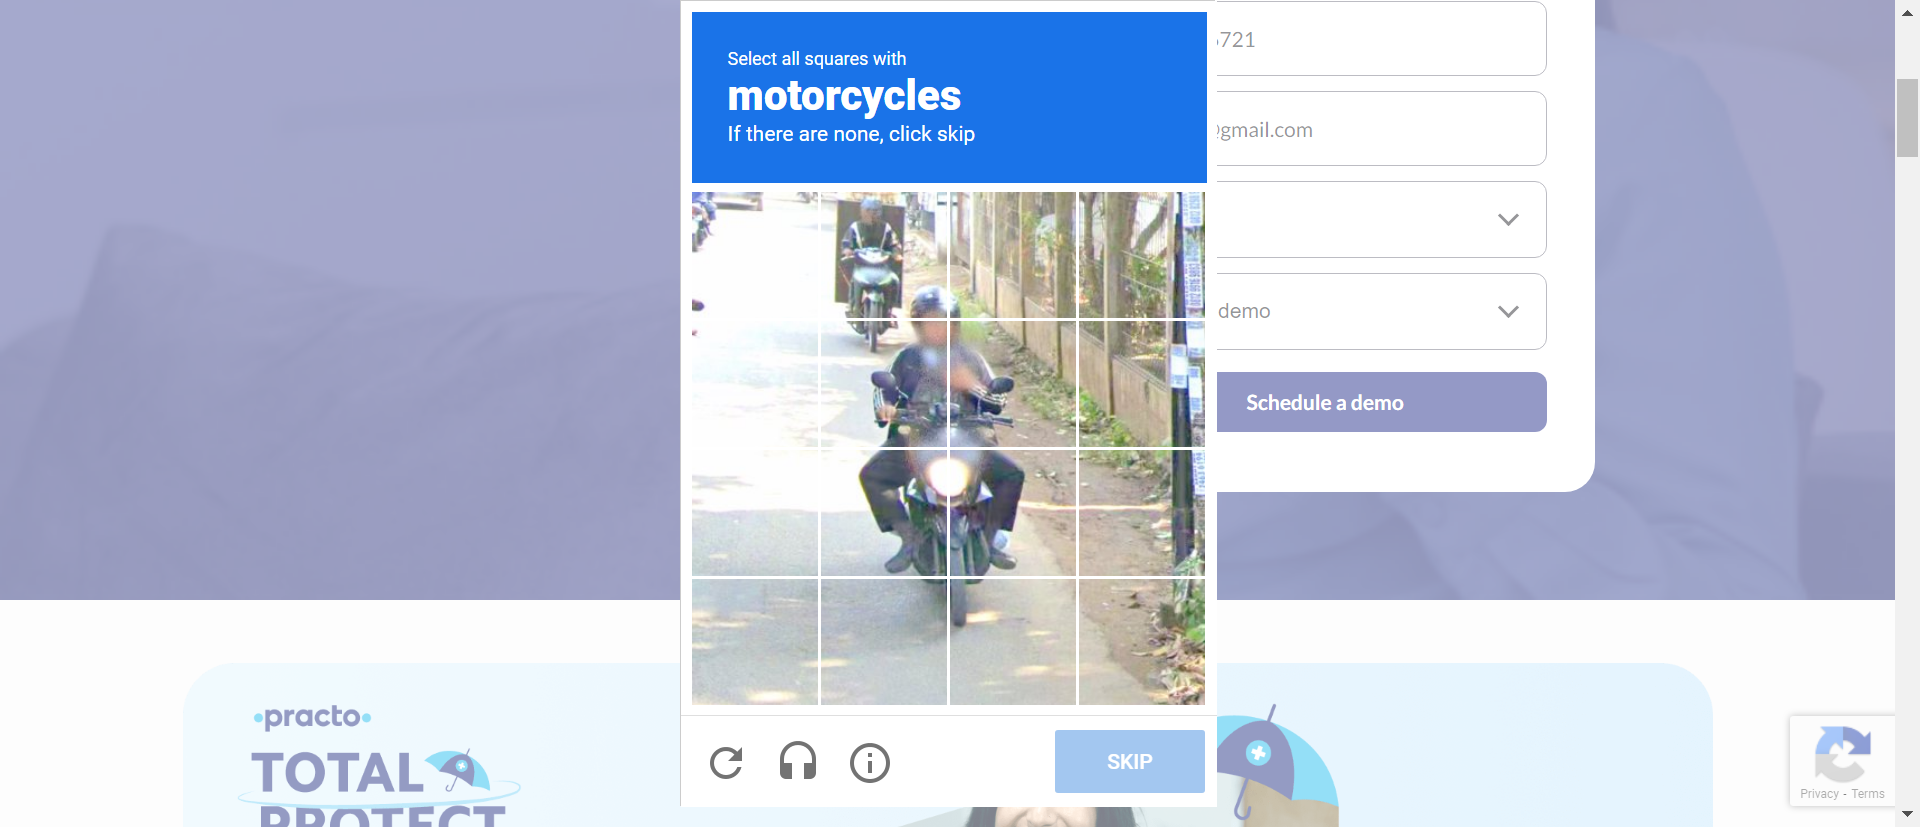 Select all squares with
motorcycles
If there are none, click skip
721
@gmail.com
demo
Schedule a demo
SKIP
practo
TOTAL
PROTECT
Privacy - Terms